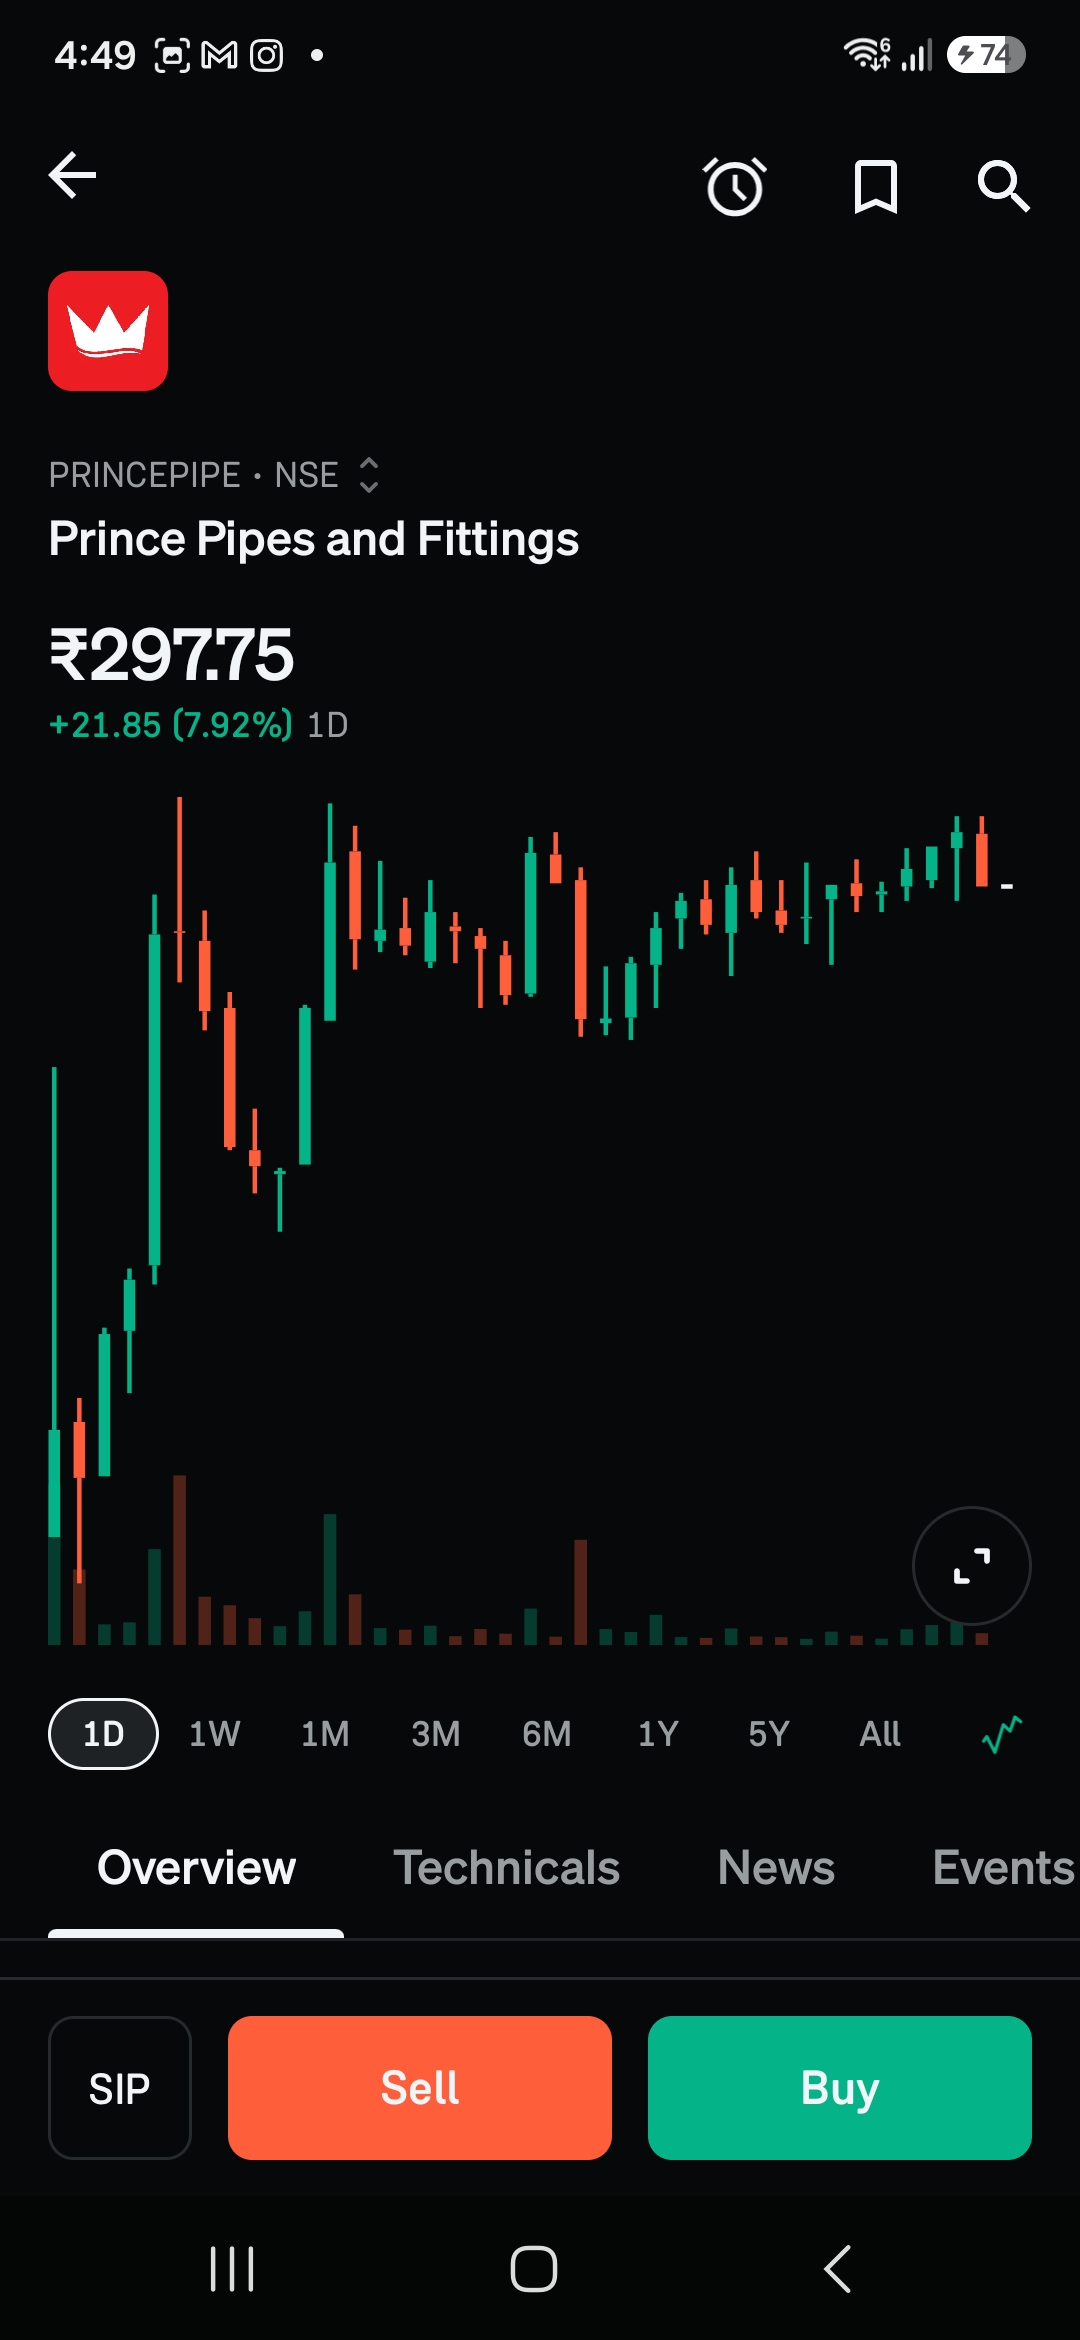 4:49
6
74
PRINCEPIPE · NSE
Prince Pipes and Fittings
₹297.75
+21.85 (7.92%) 1D
1D 1W 1M 3M 6M 1Y 5Y All
Overview Technicals News Events
SIP Sell Buy